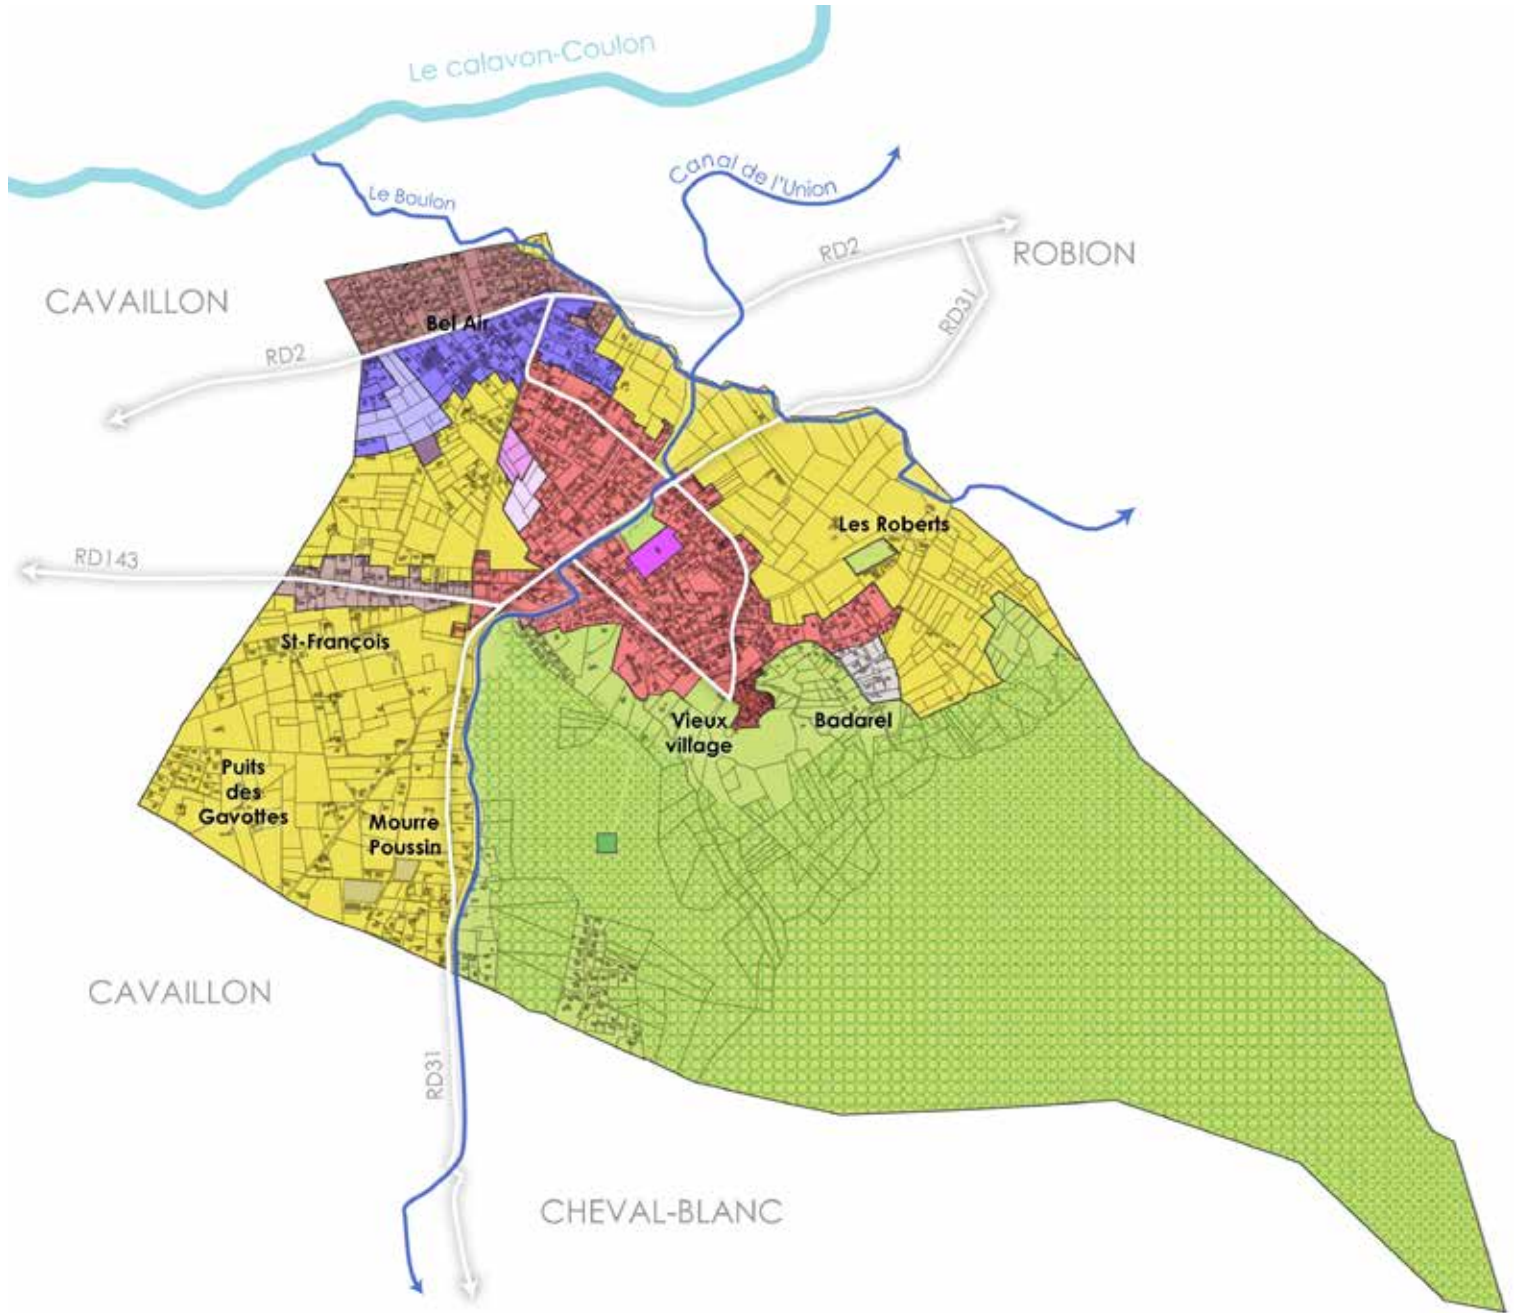 Le calavon-Coulon
Canal de l'Union
Le Boulon
RD2
ROBION
CAVAILLON
RD31
Bel Air
RD2
Les Roberts
RD143
St-François
Vieux
village
Badarel
Puits
des
Gavottes
Mourre
Poussin
CAVAILLON
RD31
CHEVAL-BLANC